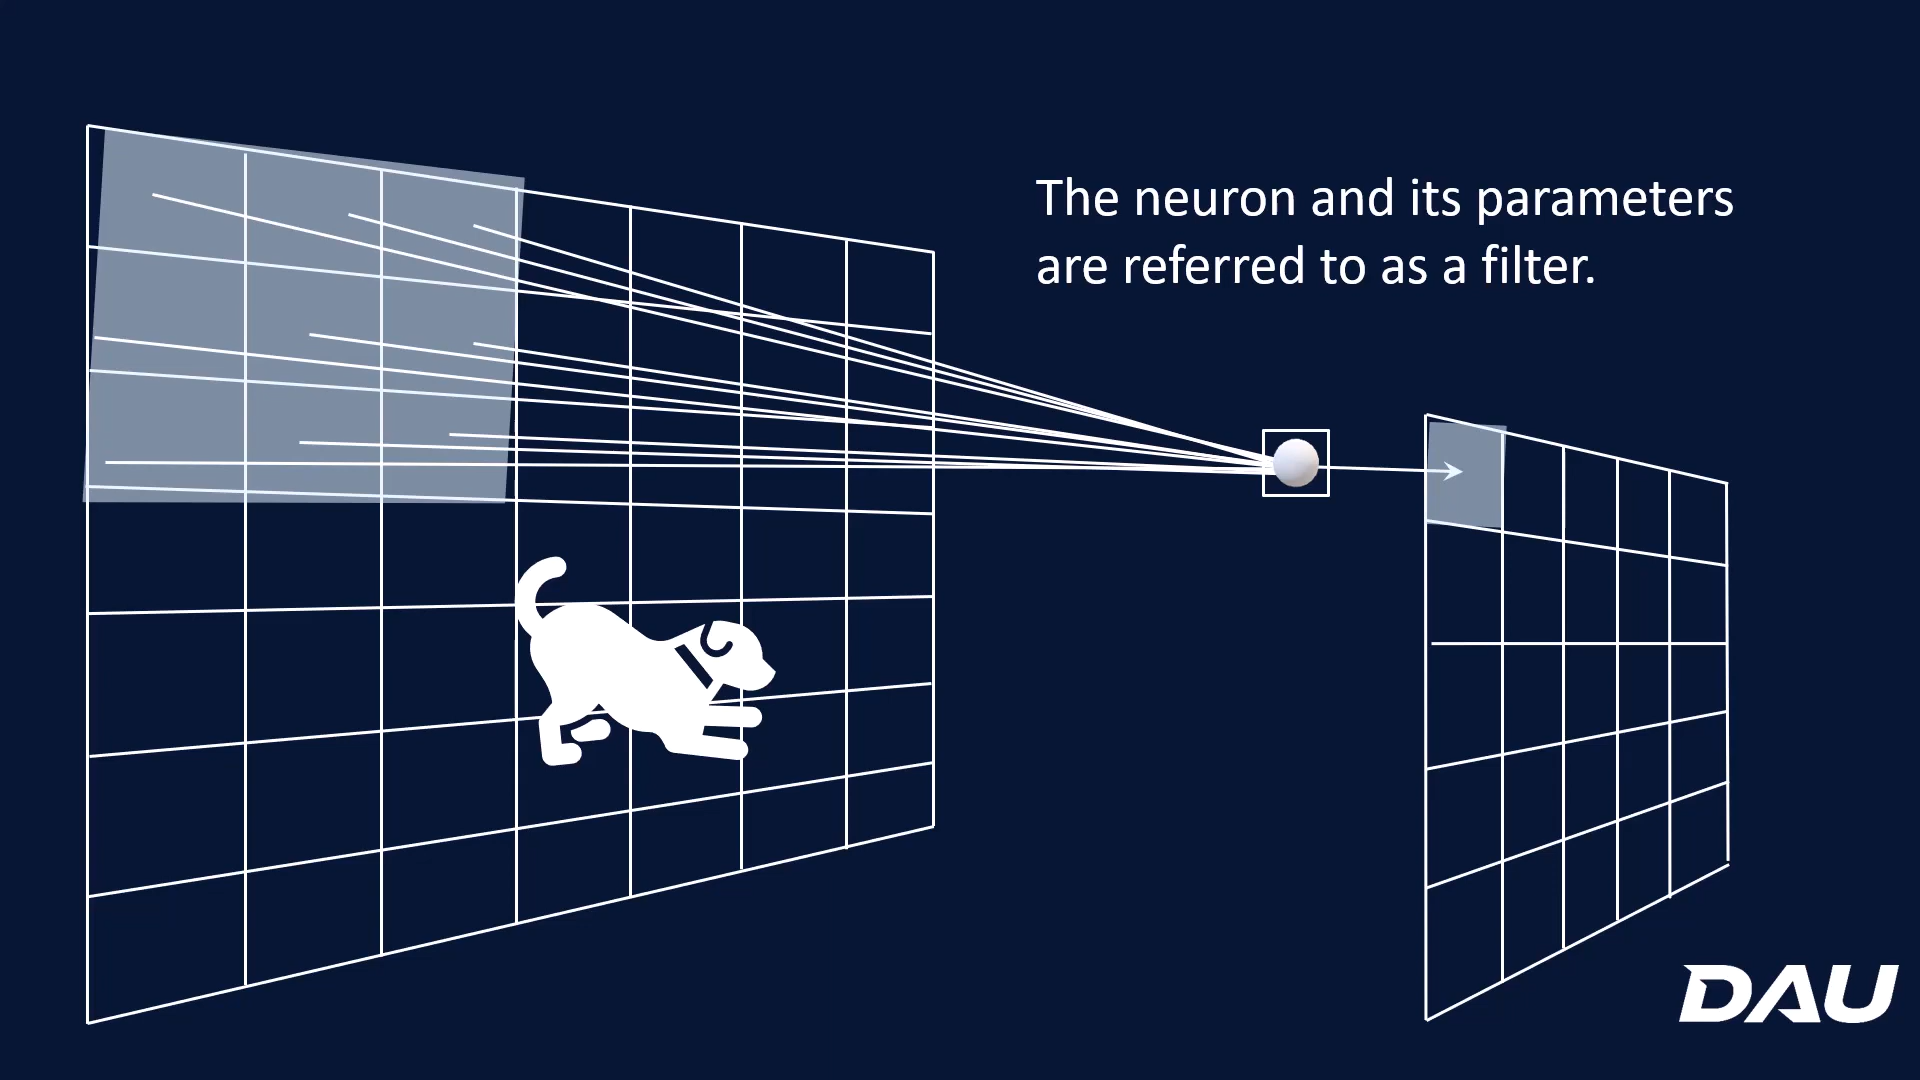 The neuron and its parameters
are referred to as a filter.
DAU